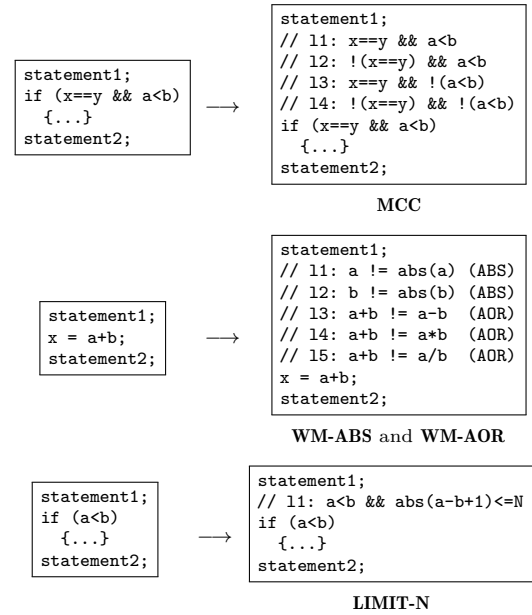 statement1;
if (x==y && a<b)
  {...}
statement2;
⟶
statement1;
// l1: x==y && a<b
// l2: !(x==y) && a<b
// l3: x==y && !(a<b)
// l4: !(x==y) && !(a<b)
if (x==y && a<b)
  {...}
statement2;
MCC
statement1;
x = a+b;
statement2;
⟶
statement1;
// l1: a != abs(a) (ABS)
// l2: b != abs(b) (ABS)
// l3: a+b != a-b  (AOR)
// l4: a+b != a*b  (AOR)
// l5: a+b != a/b  (AOR)
x = a+b;
statement2;
WM-ABS and WM-AOR
statement1;
if (a<b)
  {...}
statement2;
⟶
statement1;
// l1: a<b && abs(a-b+1)<=N
if (a<b)
  {...}
statement2;
LIMIT-N